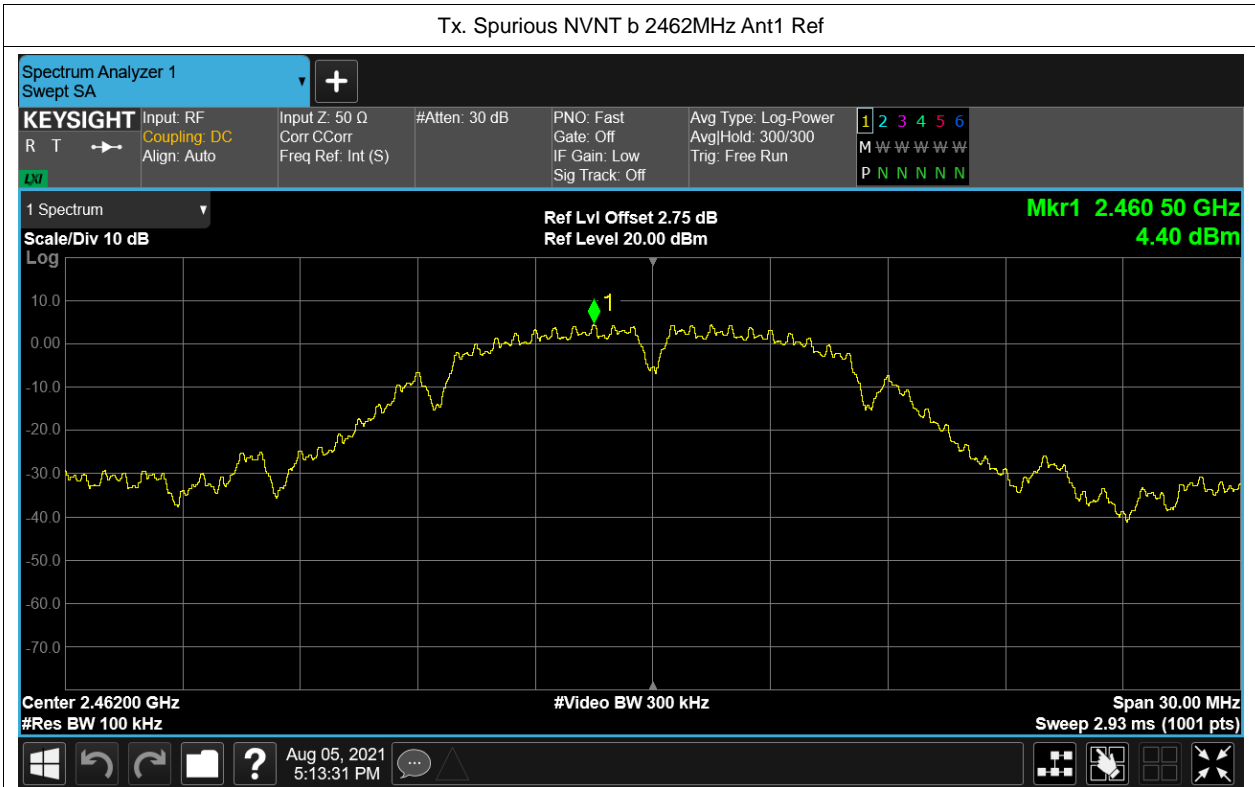 Tx. Spurious NVNT b 2462MHz Ant1 Ref
Spectrum Analyzer 1
Swept SA
KEYSIGHT
R T
LXI
Input: RF
Coupling: DC
Align: Auto
Input Z: 50 Ω
Corr CCorr
Freq Ref: Int (S)
#Atten: 30 dB
PNO: Fast
Gate: Off
IF Gain: Low
Sig Track: Off
Avg Type: Log-Power
Avg|Hold: 300/300
Trig: Free Run
1 2 3 4 5 6
M W W W W W
P N N N N N
1 Spectrum
Scale/Div 10 dB
Log
Ref Lvl Offset 2.75 dB
Ref Level 20.00 dBm
Mkr1 2.460 50 GHz
4.40 dBm
1
10.0
0.00
-10.0
-20.0
-30.0
-40.0
-50.0
-60.0
-70.0
Center 2.46200 GHz
#Res BW 100 kHz
#Video BW 300 kHz
Span 30.00 MHz
Sweep 2.93 ms (1001 pts)
?
Aug 05, 2021
5:13:31 PM